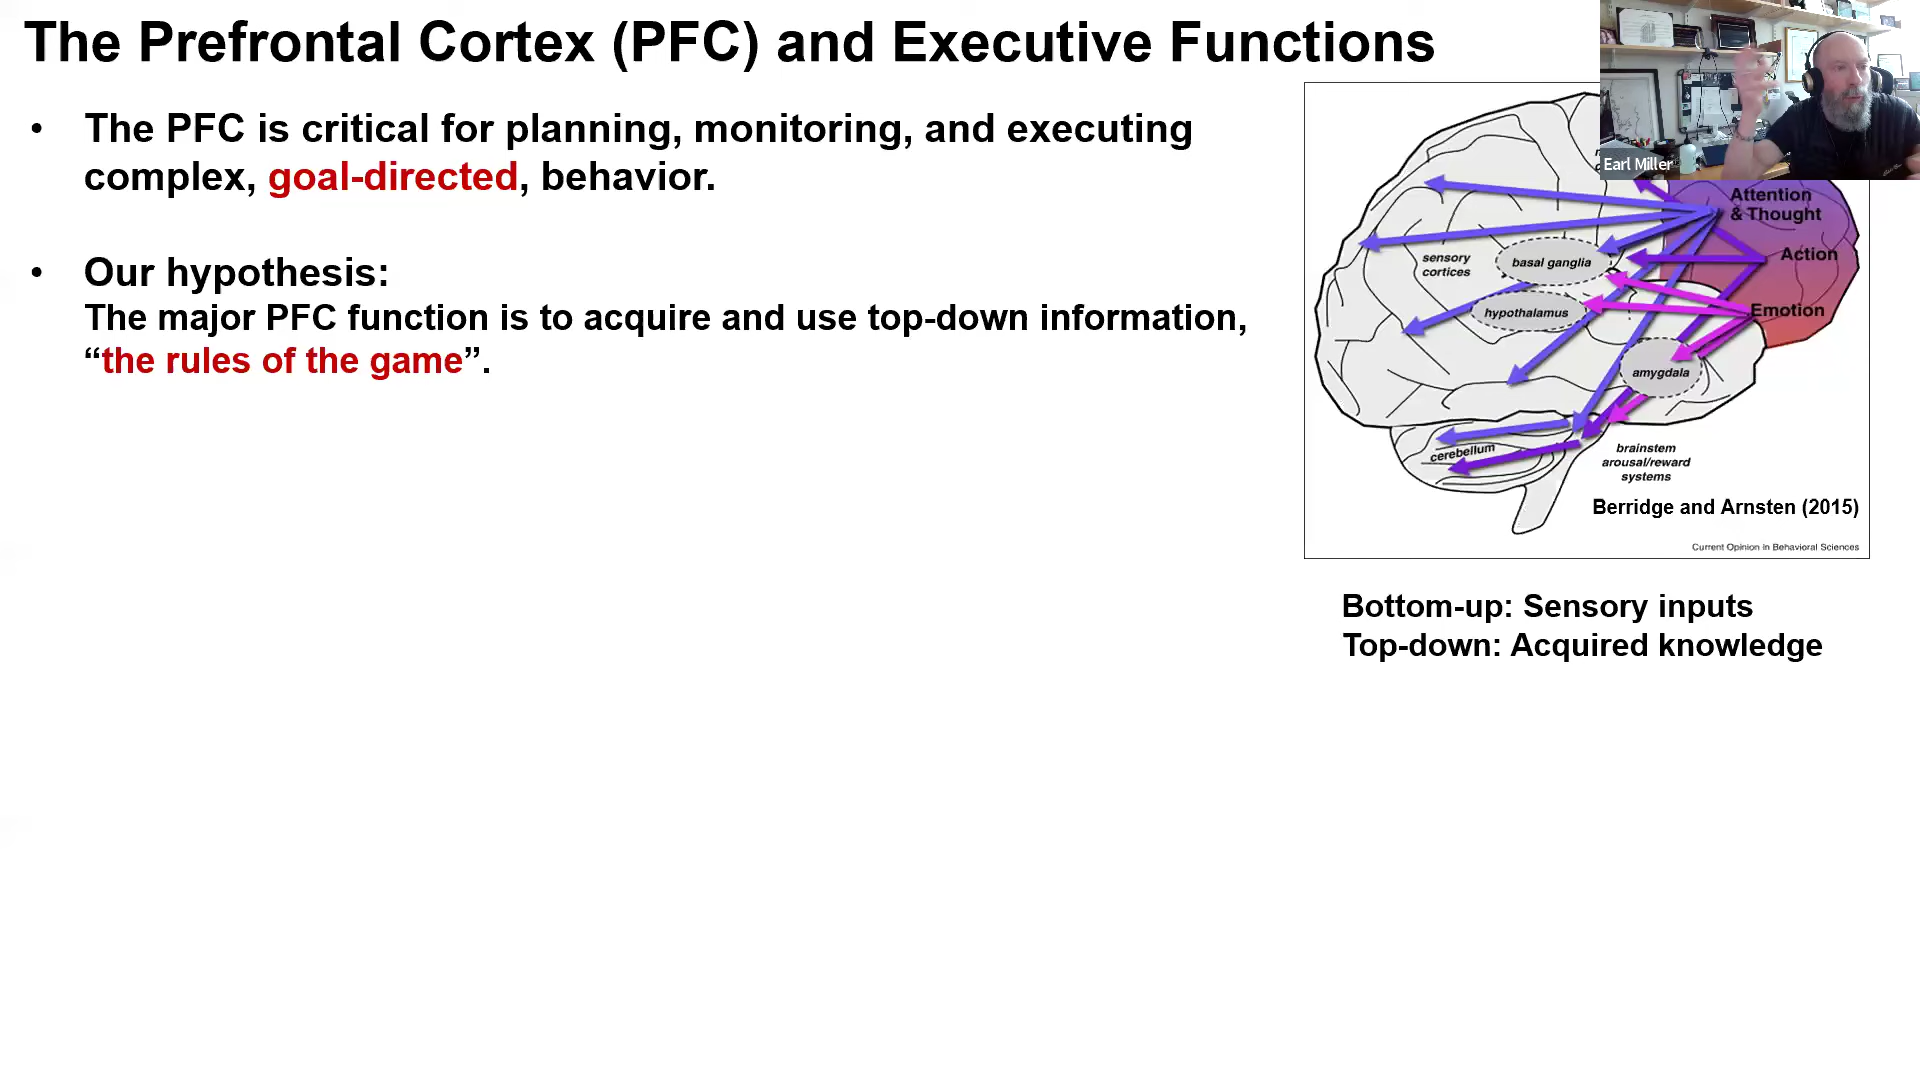 The Prefrontal Cortex (PFC) and Executive Functions
• The PFC is critical for planning, monitoring, and executing
complex, goal-directed, behavior.
• Our hypothesis:
The major PFC function is to acquire and use top-down information,
“the rules of the game”.
Earl Miller
Attention
& Thought
Action
Emotion
sensory
cortices
basal ganglia
hypothalamus
amygdala
cerebellum
brainstem
arousal/reward
systems
Berridge and Arnsten (2015)
Current Opinion in Behavioral Sciences
Bottom-up: Sensory inputs
Top-down: Acquired knowledge